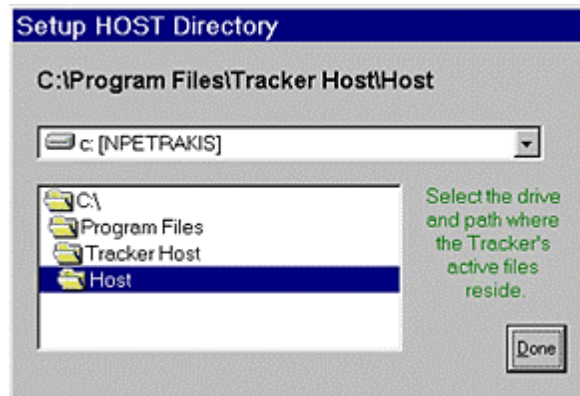 Setup HOST Directory
C:\Program Files\Tracker Host\Host
c: [NPETRAKIS]
C:\
Program Files
Tracker Host
Host
Select the drive
and path where
the Tracker's
active files
reside.
Done